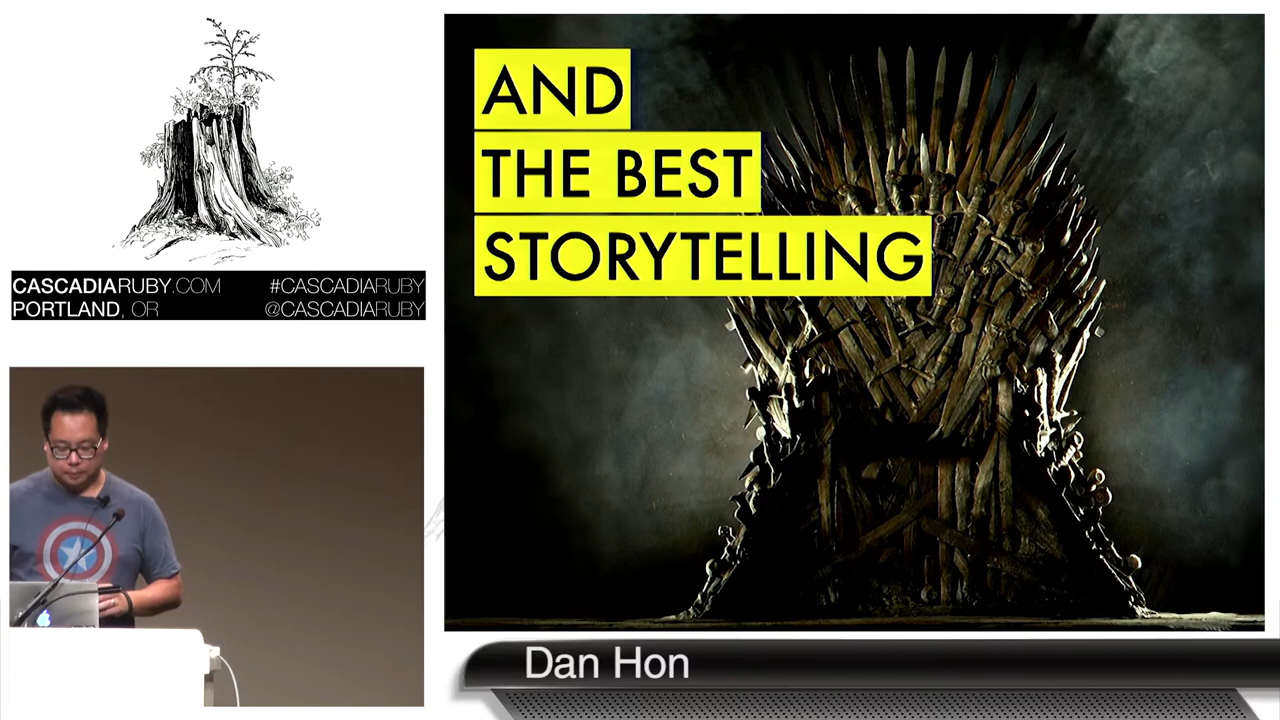 CASCADIARUBY.COM #CASCADIARUBY
PORTLAND, OR @CASCADIARUBY
AND
THE BEST
STORYTELLING
Dan Hon